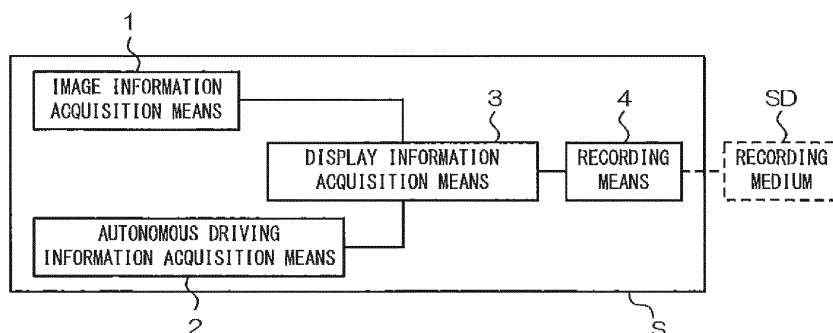 1
IMAGE INFORMATION
ACQUISITION MEANS
3
4
SD
DISPLAY INFORMATION
ACQUISITION MEANS
RECORDING
MEANS
RECORDING
MEDIUM
AUTONOMOUS DRIVING
INFORMATION ACQUISITION MEANS
2
S